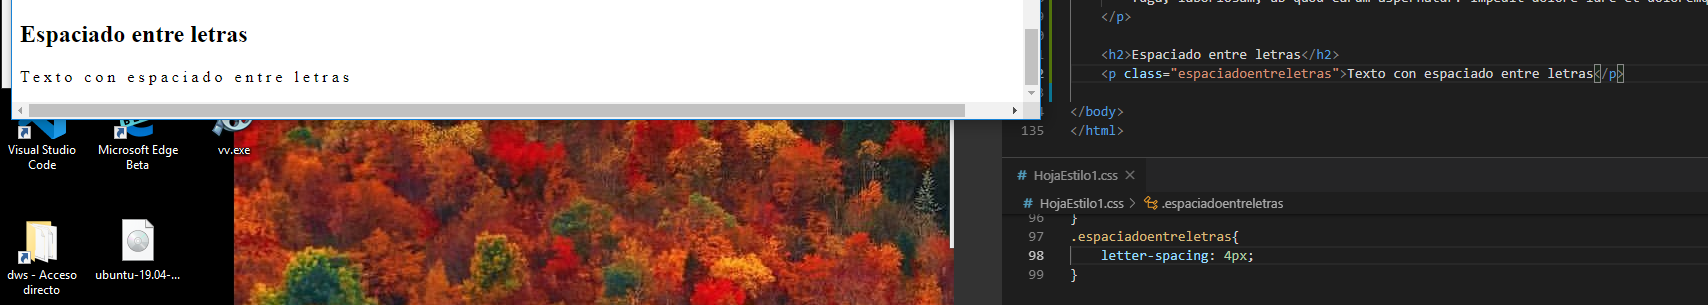 Espaciado entre letras
Texto con espaciado entre letras
Visual Studio
Code
Microsoft Edge
Beta
vv.exe
dws - Acceso
directo
ubuntu-19.04-...
</p>
<h2>Espaciado entre letras</h2>
<p class="espaciadoentreletras">Texto con espaciado entre letras</p>
</body>
135 </html>
# HojaEstilo1.css ×
# HojaEstilo1.css > .espaciadoentreletras
96 }
97 .espaciadoentreletras{
98 letter-spacing: 4px;
99 }